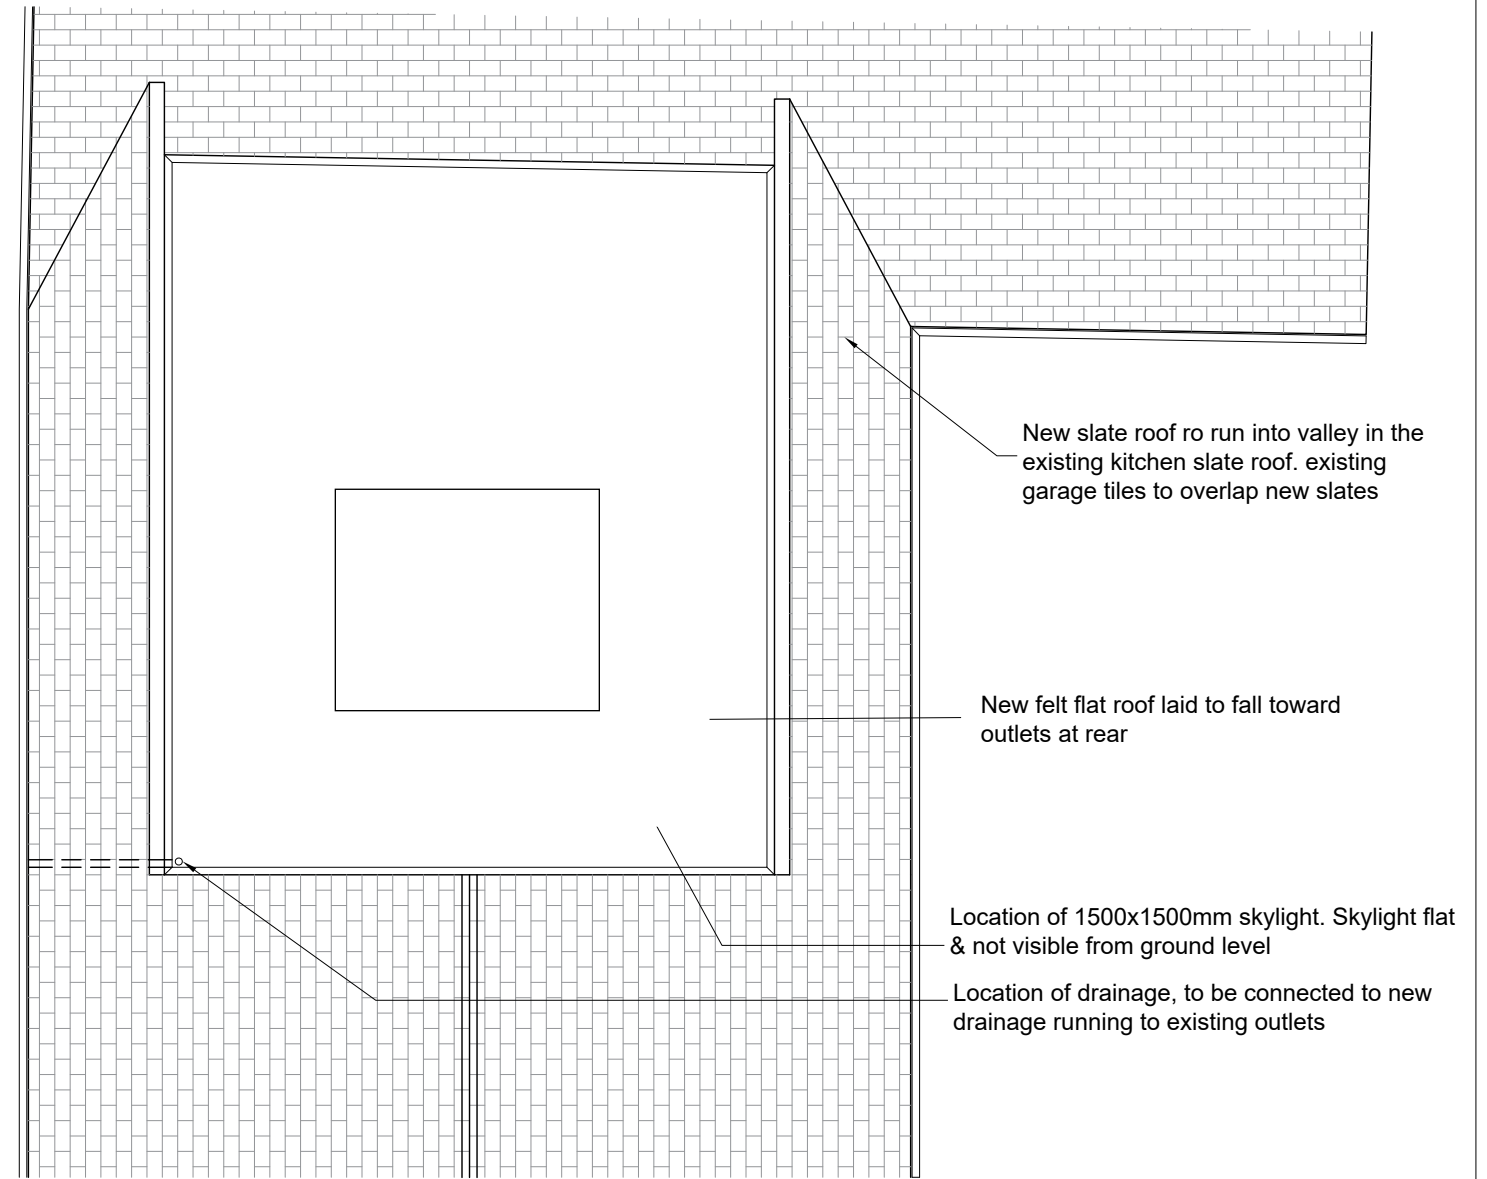 New slate roof ro run into valley in the
existing kitchen slate roof. existing
garage tiles to overlap new slates
New felt flat roof laid to fall toward
outlets at rear
Location of 1500x1500mm skylight. Skylight flat
& not visible from ground level
Location of drainage, to be connected to new
drainage running to existing outlets